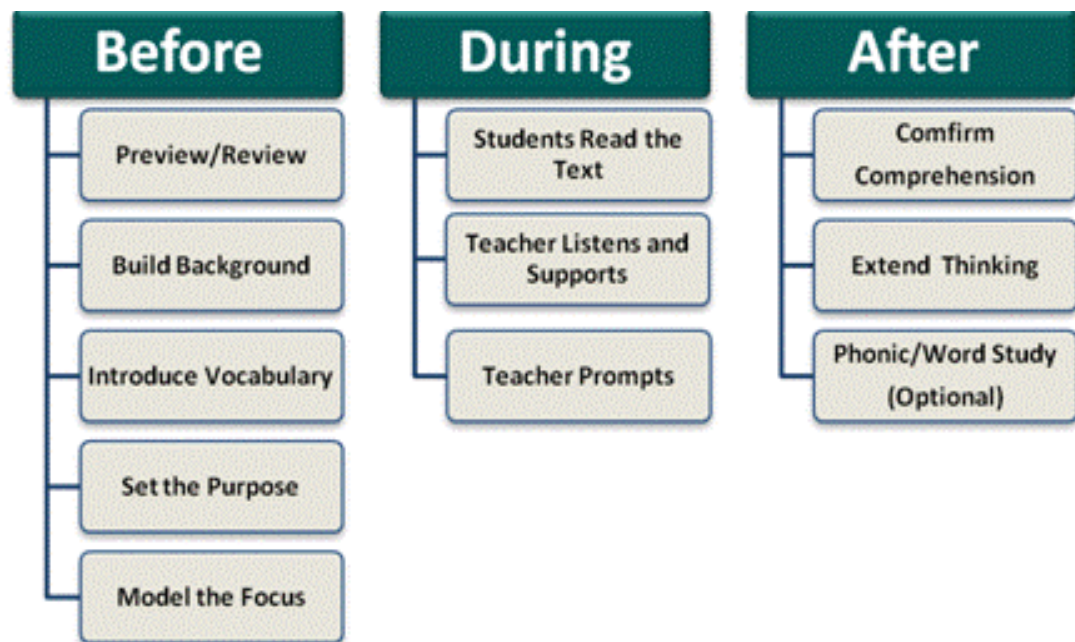 Before
Preview/Review
Build Background
Introduce Vocabulary
Set the Purpose
Model the Focus
During
Students Read the
Text
Teacher Listens and
Supports
Teacher Prompts
After
Comfirm
Comprehension
Extend Thinking
Phonic/Word Study
(Optional)